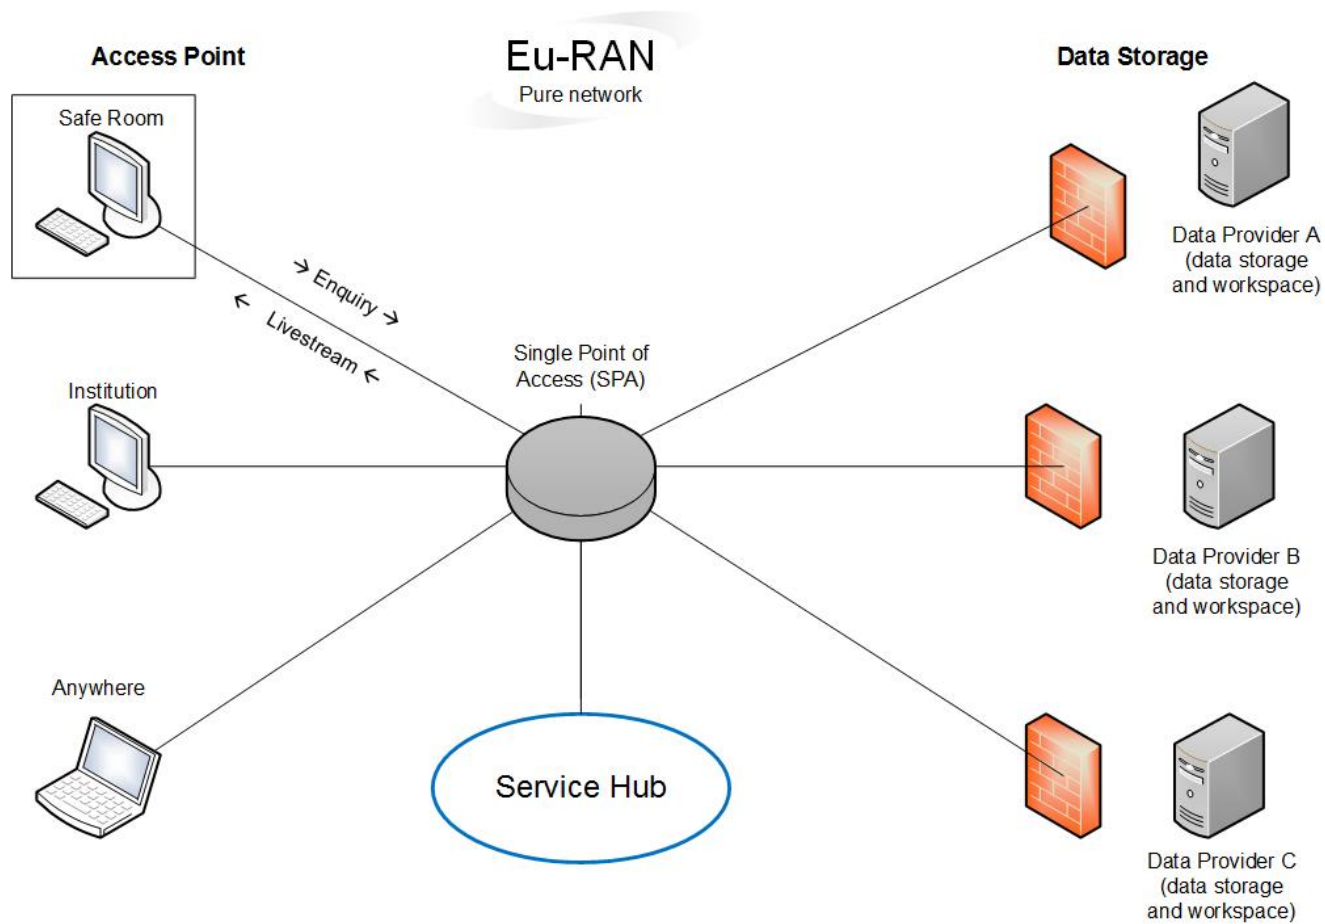 Eu-RAN
Pure network
Access Point
Data Storage
Safe Room
→ Enquiry →
← Livestream ←
Institution
Anywhere
Single Point of
Access (SPA)
Service Hub
Data Provider A
(data storage
and workspace)
Data Provider B
(data storage
and workspace)
Data Provider C
(data storage
and workspace)